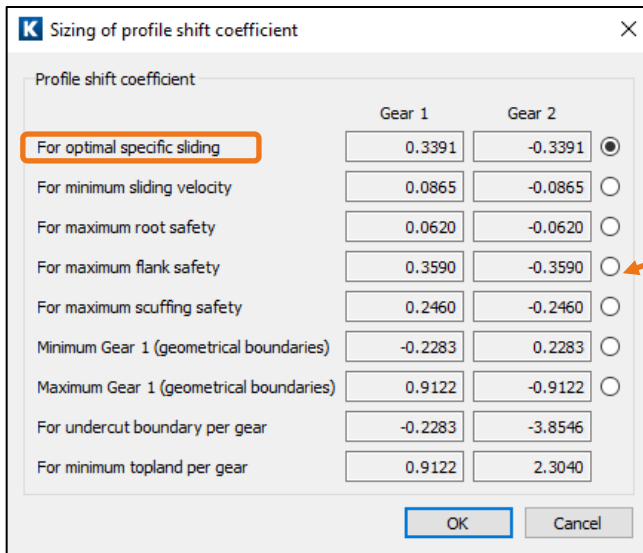 K Sizing of profile shift coefficient
Profile shift coefficient
Gear 1 Gear 2
For optimal specific sliding 0.3391 -0.3391
For minimum sliding velocity 0.0865 -0.0865
For maximum root safety 0.0620 -0.0620
For maximum flank safety 0.3590 -0.3590
For maximum scuffing safety 0.2460 -0.2460
Minimum Gear 1 (geometrical boundaries) -0.2283 0.2283
Maximum Gear 1 (geometrical boundaries) 0.9122 -0.9122
For undercut boundary per gear -0.2283 -3.8546
For minimum topland per gear 0.9122 2.3040
OK Cancel